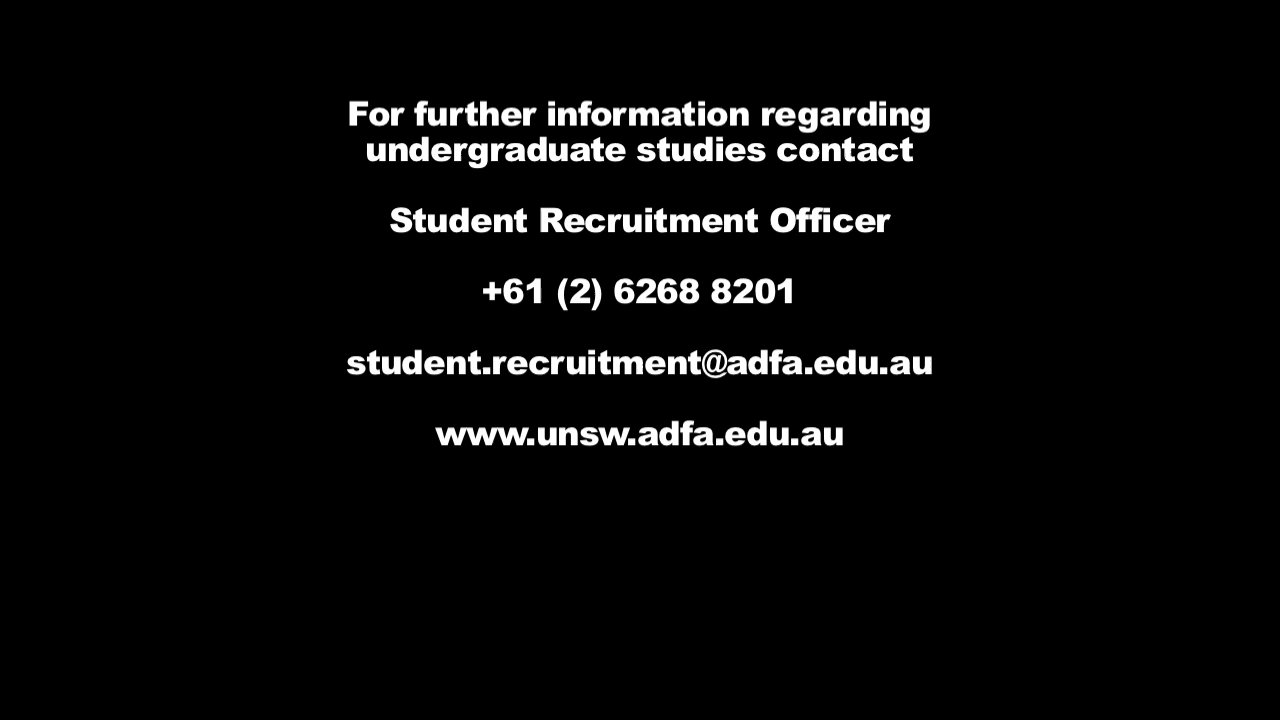 For further information regarding
undergraduate studies contact
Student Recruitment Officer
+61 (2) 6268 8201
student.recruitment@adfa.edu.au
www.unsw.adfa.edu.au